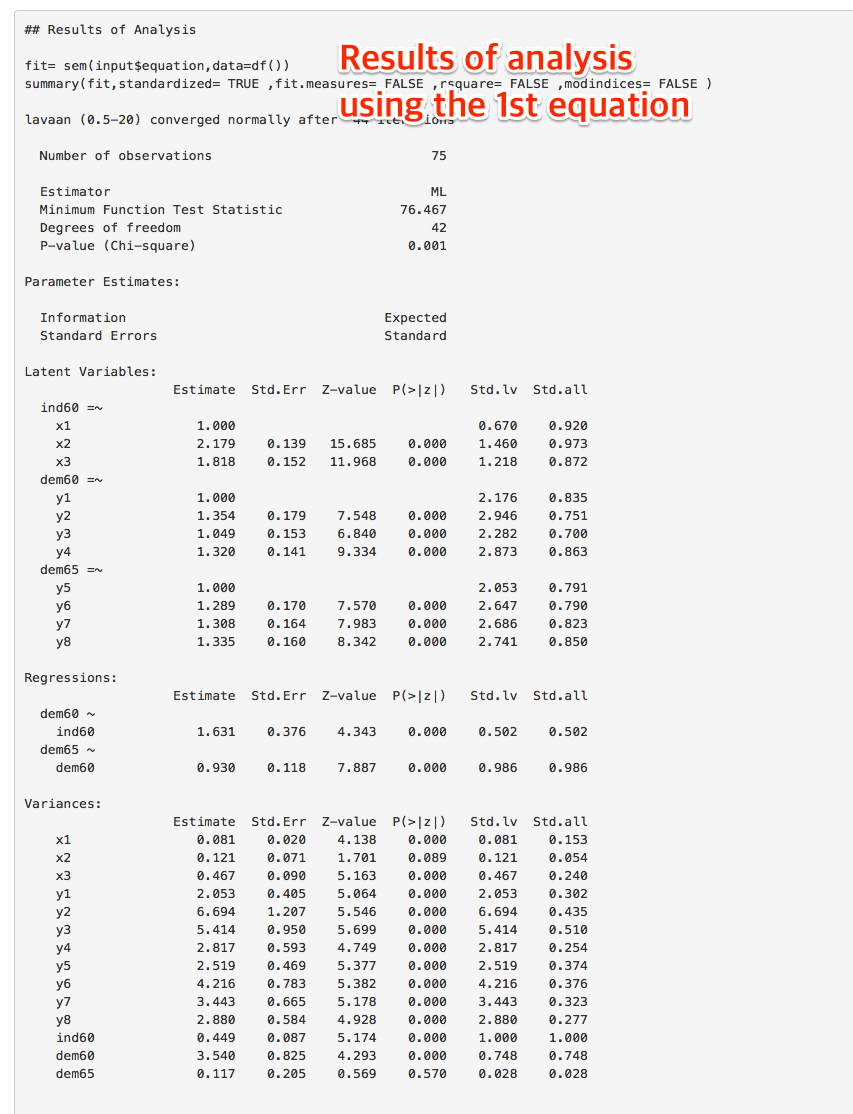 ## Results of Analysis
Results of analysis
using the 1st equation
fit= sem(input$equation,data=df())
summary(fit,standardized= TRUE ,fit.measures= FALSE ,rsquare= FALSE ,modindices= FALSE )
lavaan (0.5-20) converged normally after 44 iterations
Number of observations 75
Estimator ML
Minimum Function Test Statistic 76.467
Degrees of freedom 42
P-value (Chi-square) 0.001
Parameter Estimates:
Information Expected
Standard Errors Standard
Latent Variables:
Estimate Std.Err Z-value P(>|z|) Std.lv Std.all
ind60 =~
x1 1.000 0.670 0.920
x2 2.179 0.139 15.685 0.000 1.460 0.973
x3 1.818 0.152 11.968 0.000 1.218 0.872
dem60 =~
y1 1.000 2.176 0.835
y2 1.354 0.179 7.548 0.000 2.946 0.751
y3 1.049 0.153 6.840 0.000 2.282 0.700
y4 1.320 0.141 9.334 0.000 2.873 0.863
dem65 =~
y5 1.000 2.053 0.791
y6 1.289 0.170 7.570 0.000 2.647 0.790
y7 1.308 0.164 7.983 0.000 2.686 0.823
y8 1.335 0.160 8.342 0.000 2.741 0.850
Regressions:
Estimate Std.Err Z-value P(>|z|) Std.lv Std.all
dem60 ~
ind60 1.631 0.376 4.343 0.000 0.502 0.502
dem65 ~
dem60 0.930 0.118 7.887 0.000 0.986 0.986
Variances:
Estimate Std.Err Z-value P(>|z|) Std.lv Std.all
x1 0.081 0.020 4.138 0.000 0.081 0.153
x2 0.121 0.071 1.701 0.089 0.121 0.054
x3 0.467 0.090 5.163 0.000 0.467 0.240
y1 2.053 0.405 5.064 0.000 2.053 0.302
y2 6.694 1.207 5.546 0.000 6.694 0.435
y3 5.414 0.950 5.699 0.000 5.414 0.510
y4 2.817 0.593 4.749 0.000 2.817 0.254
y5 2.519 0.469 5.377 0.000 2.519 0.374
y6 4.216 0.783 5.382 0.000 4.216 0.376
y7 3.443 0.665 5.178 0.000 3.443 0.323
y8 2.880 0.584 4.928 0.000 2.880 0.277
ind60 0.449 0.087 5.174 0.000 1.000 1.000
dem60 3.540 0.825 4.293 0.000 0.748 0.748
dem65 0.117 0.205 0.569 0.570 0.028 0.028